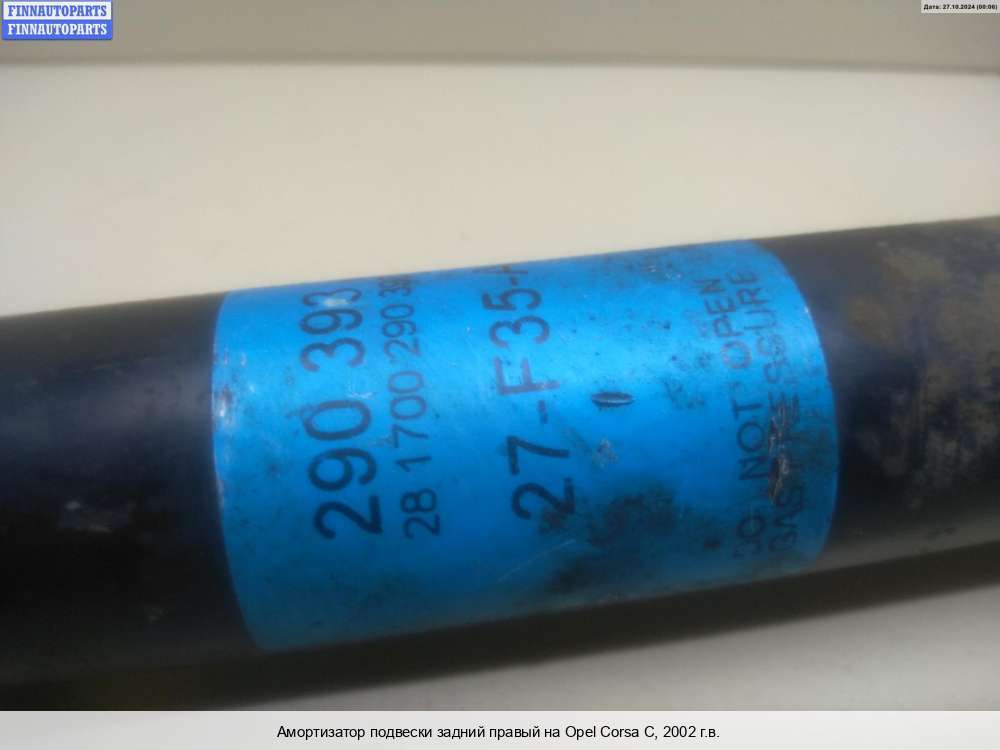 FINNAUTOPARTS
FINNAUTOPARTS
Дата: 27.10.2024 (00:06)
290 393
28 1700 290 393
27-F35-A
DO NOT OPEN
GAS PRESSURE
Амортизатор подвески задний правый на Opel Corsa C, 2002 г.в.